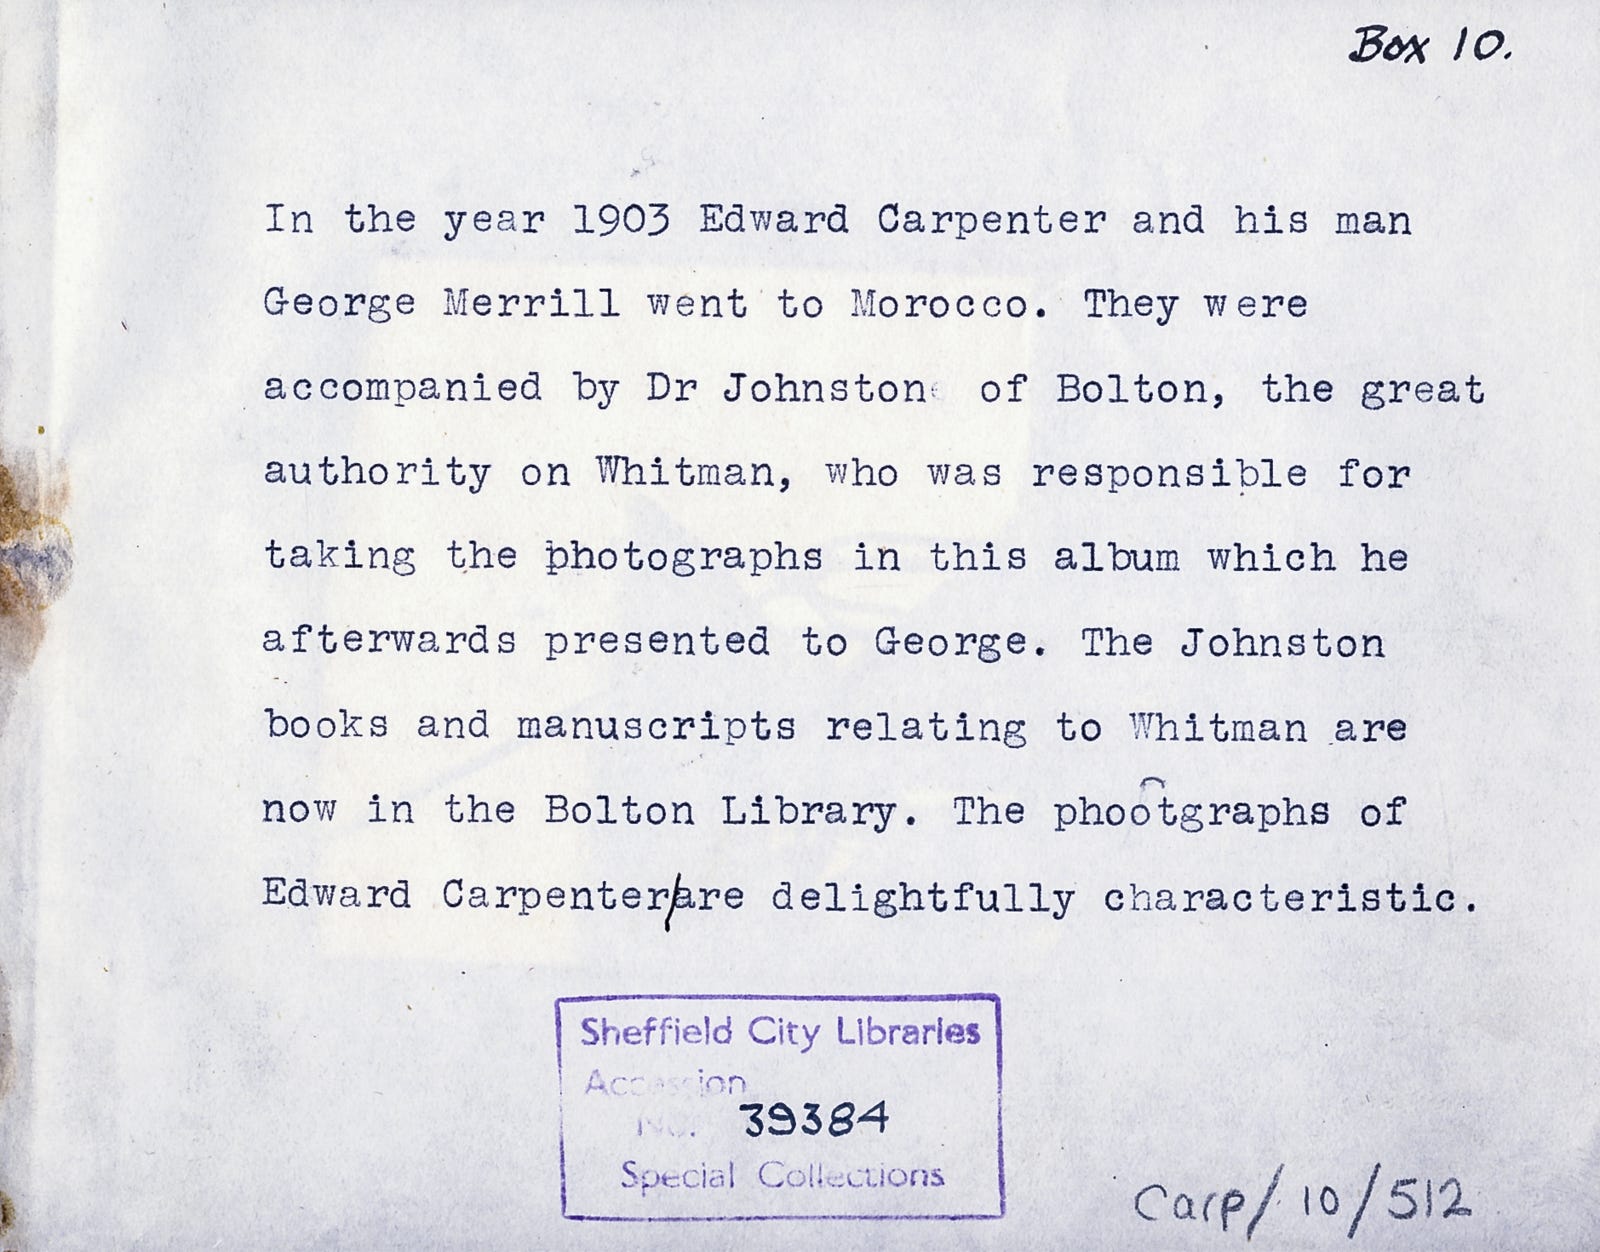 Box 10.
In the year 1903 Edward Carpenter and his man
George Merrill went to Morocco. They were
accompanied by Dr Johnston of Bolton, the great
authority on Whitman, who was responsible for
taking the photographs in this album which he
afterwards presented to George. The Johnston
books and manuscripts relating to Whitman are
now in the Bolton Library. The phootgraphs of
Edward Carpenter/are delightfully characteristic.
Sheffield City Libraries
Accession
No. 39384
Special Collections
Carp/10/512